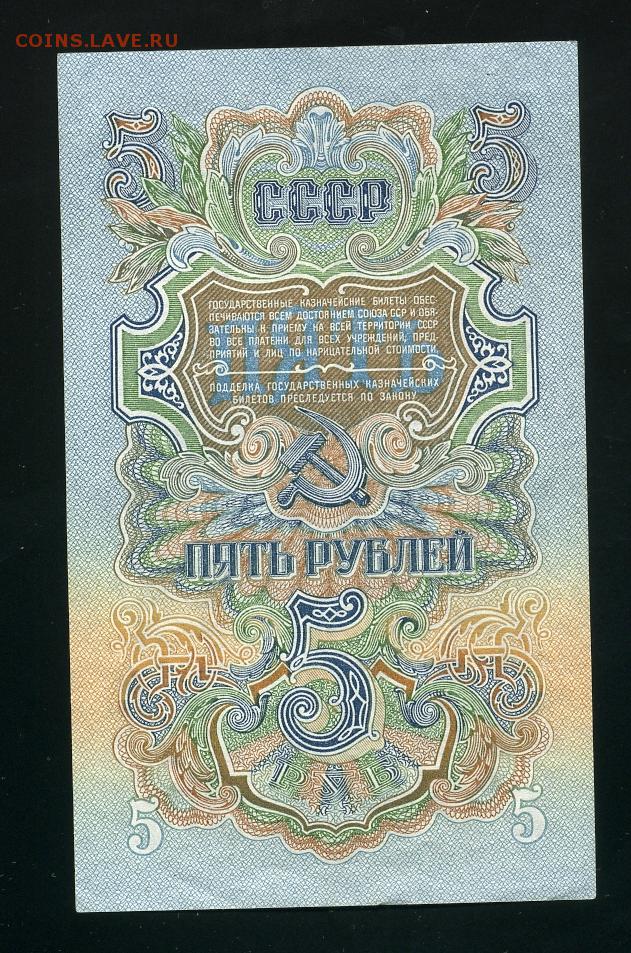 COINS.LAVE.RU
5 5
СССР
ГОСУДАРСТВЕННЫЕ КАЗНАЧЕЙСКИЕ БИЛЕТЫ ОБЕС
ПЕЧИВАЮТСЯ ВСЕМ ДОСТОЯНИЕМ СОЮЗА ССР И ОБЯ
ЗАТЕЛЬНЫ К ПРИЕМУ НА ВСЕЙ ТЕРРИТОРИИ СССР
ВО ВСЕ ПЛАТЕЖИ ДЛЯ ВСЕХ УЧРЕЖДЕНИЙ, ПРЕД
ПРИЯТИЙ И ЛИЦ ПО НАРИЦАТЕЛЬНОЙ СТОИМОСТИ.
ПОДДЕЛКА ГОСУДАРСТВЕННЫХ КАЗНАЧЕЙСКИХ
БИЛЕТОВ ПРЕСЛЕДУЕТСЯ ПО ЗАКОНУ
ПЯТЬ РУБЛЕЙ
5
РУБ
5 5